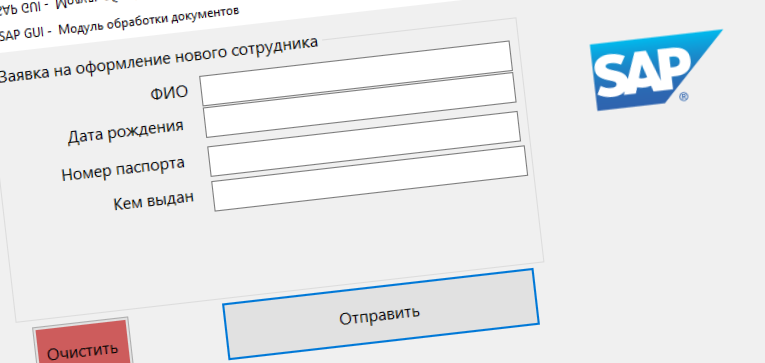 SAP GUI - Модуль обработки документов
Заявка на оформление нового сотрудника
ФИО
Дата рождения
Номер паспорта
Кем выдан
Отправить
Очистить
SAP
®